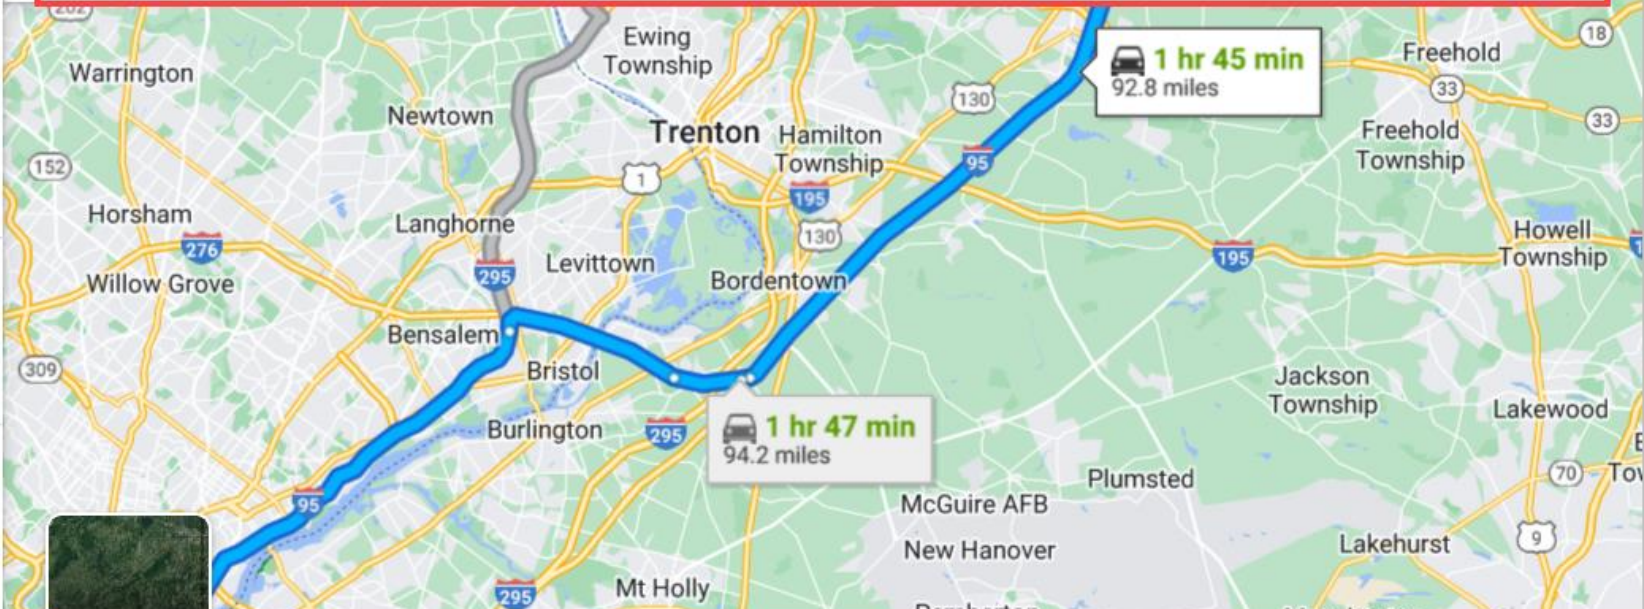 202
Ewing
Township
1 hr 45 min
92.8 miles
Freehold
18
33
Warrington
130
Newtown
Trenton
Hamilton
Township
33
Freehold
Township
95
152
1
195
Horsham
Langhorne
130
276
195
Howell
Township
295
Levittown
Willow Grove
Bordentown
Bensalem
309
Bristol
Jackson
Township
Lakewood
Burlington
295
1 hr 47 min
94.2 miles
70
Plumsted
95
McGuire AFB
9
New Hanover
Lakehurst
295
Mt Holly